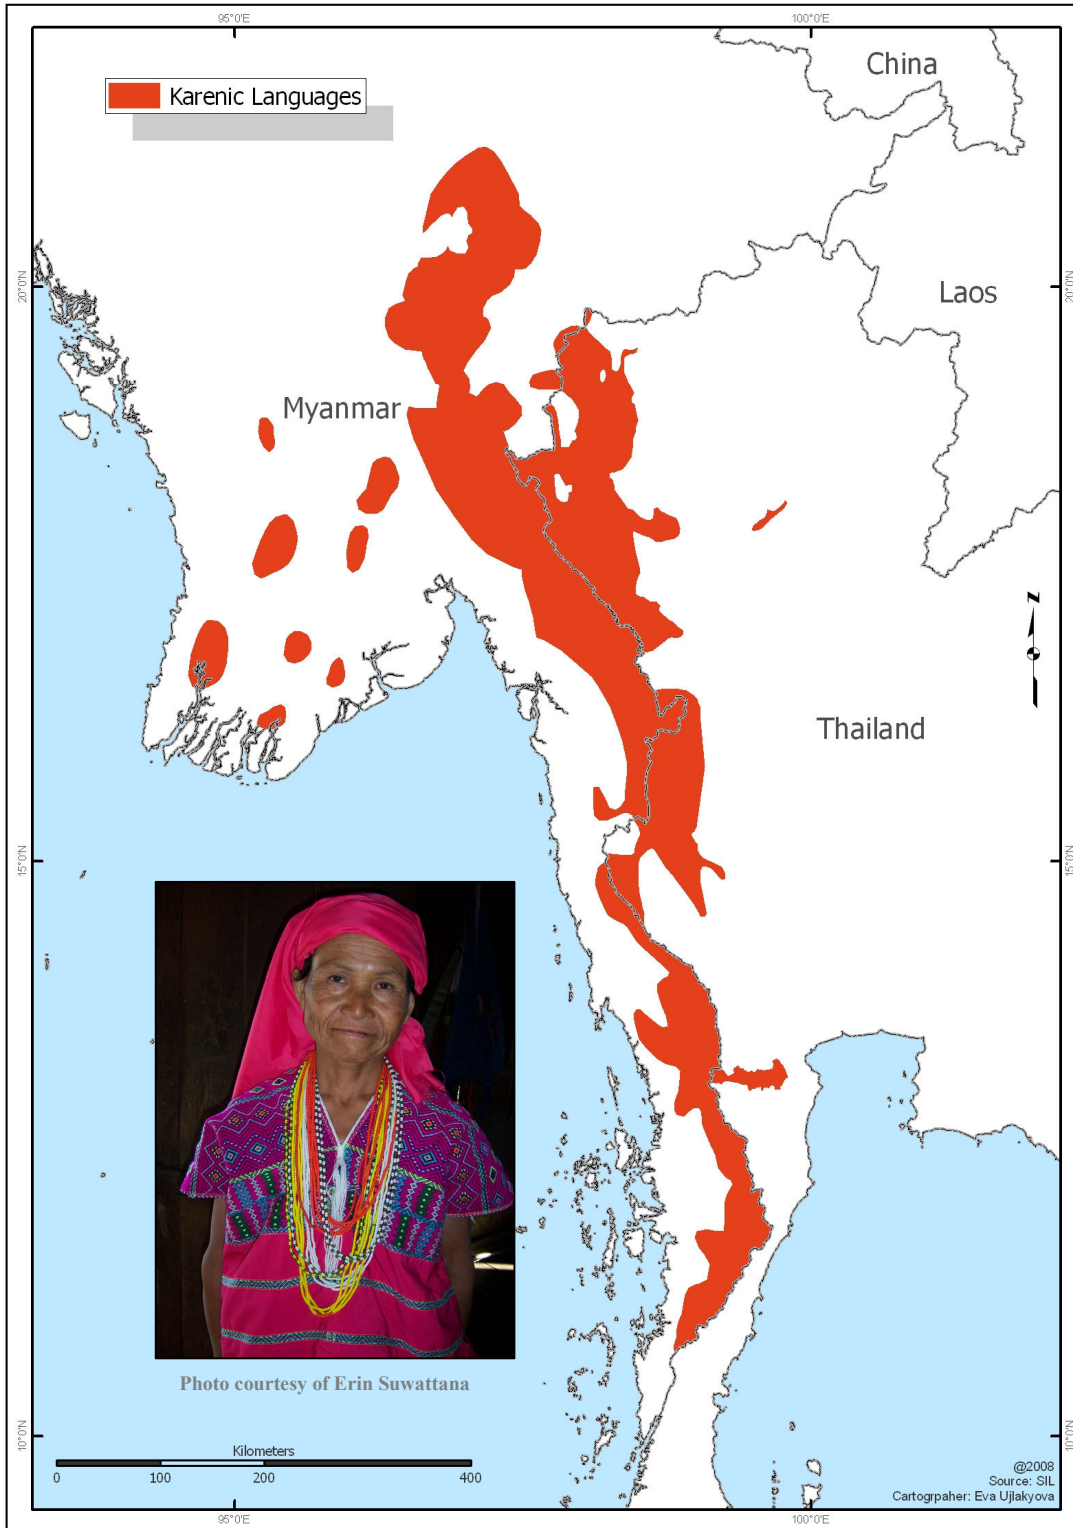 95°0'E 100°0'E
China
Karenic Languages
20°0'N 20°0'N
Laos
Myanmar
N
Thailand
15°0'N 15°0'N
Photo courtesy of Erin Suwattana
10°0'N 10°0'N
Kilometers
0 100 200 400
@2008
Source: SIL
Cartogrpaher: Eva Ujlakyova
95°0'E 100°0'E